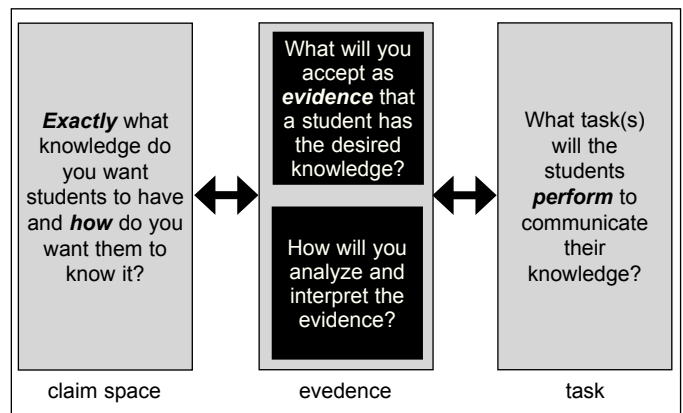 Exactly what
knowledge do
you want
students to have
and how do you
want them to
know it?
What will you
accept as
evidence that
a student has
the desired
knowledge?
How will you
analyze and
interpret the
evidence?
What task(s)
will the
students
perform to
communicate
their
knowledge?
claim space
evedence
task